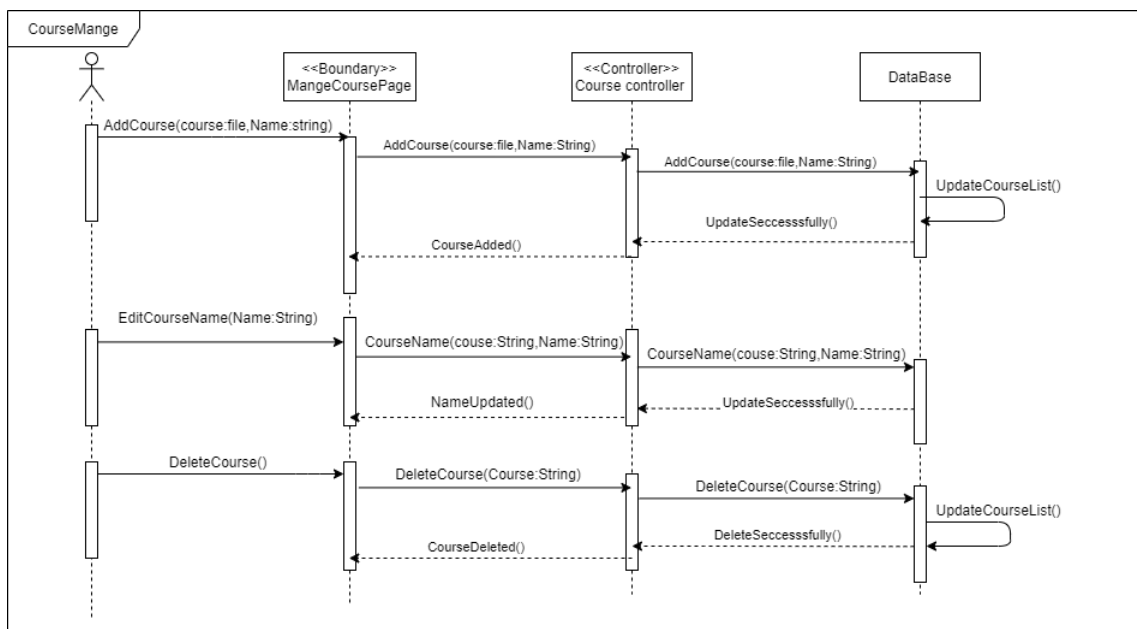 CourseMange
<<Boundary>>
MangeCoursePage
<<Controller>>
Course controller
DataBase
AddCourse(course:file,Name:string)
AddCourse(course:file,Name:String)
AddCourse(course:file,Name:String)
UpdateCourseList()
UpdateSeccesssfully()
CourseAdded()
EditCourseName(Name:String)
CourseName(couse:String,Name:String)
CourseName(couse:String,Name:String)
NameUpdated()
UpdateSeccesssfully()
DeleteCourse()
DeleteCourse(Course:String)
DeleteCourse(Course:String)
UpdateCourseList()
DeleteSeccesssfully()
CourseDeleted()